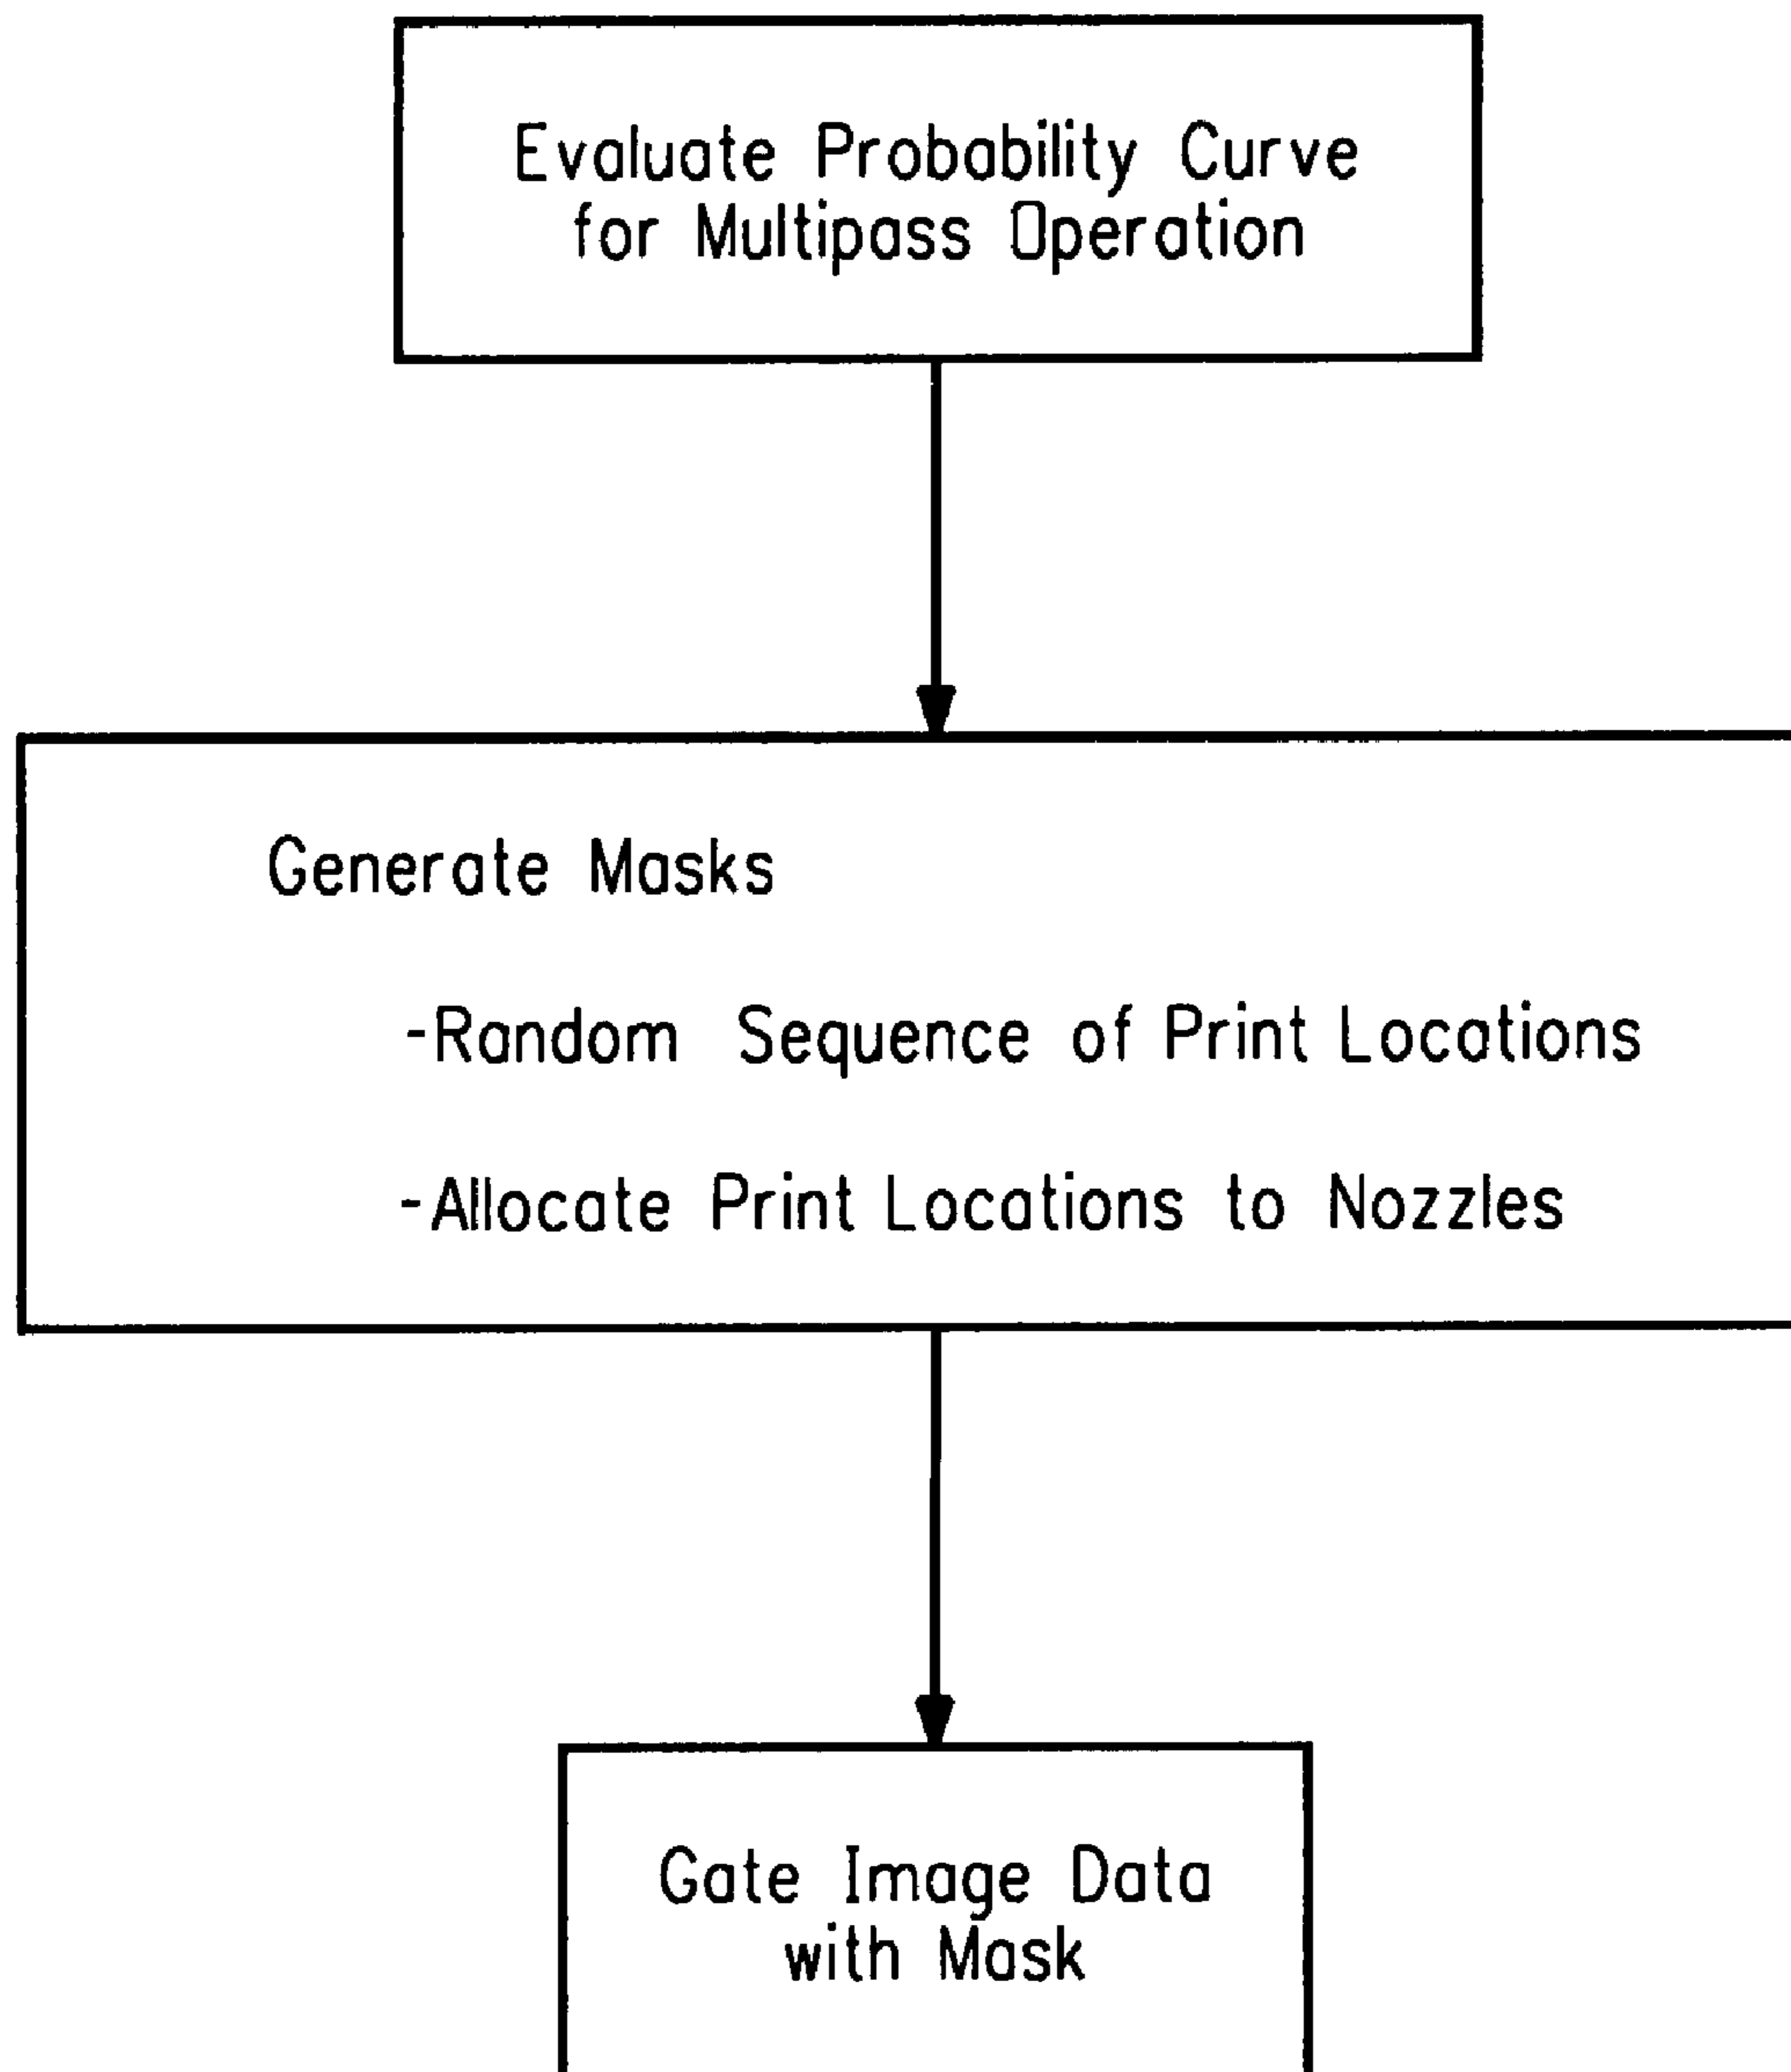 Evaluate Probability Curve
for Multipass Operation
Generate Masks
-Random Sequence of Print Locations
-Allocate Print Locations to Nozzles
Gate Image Data
with Mask